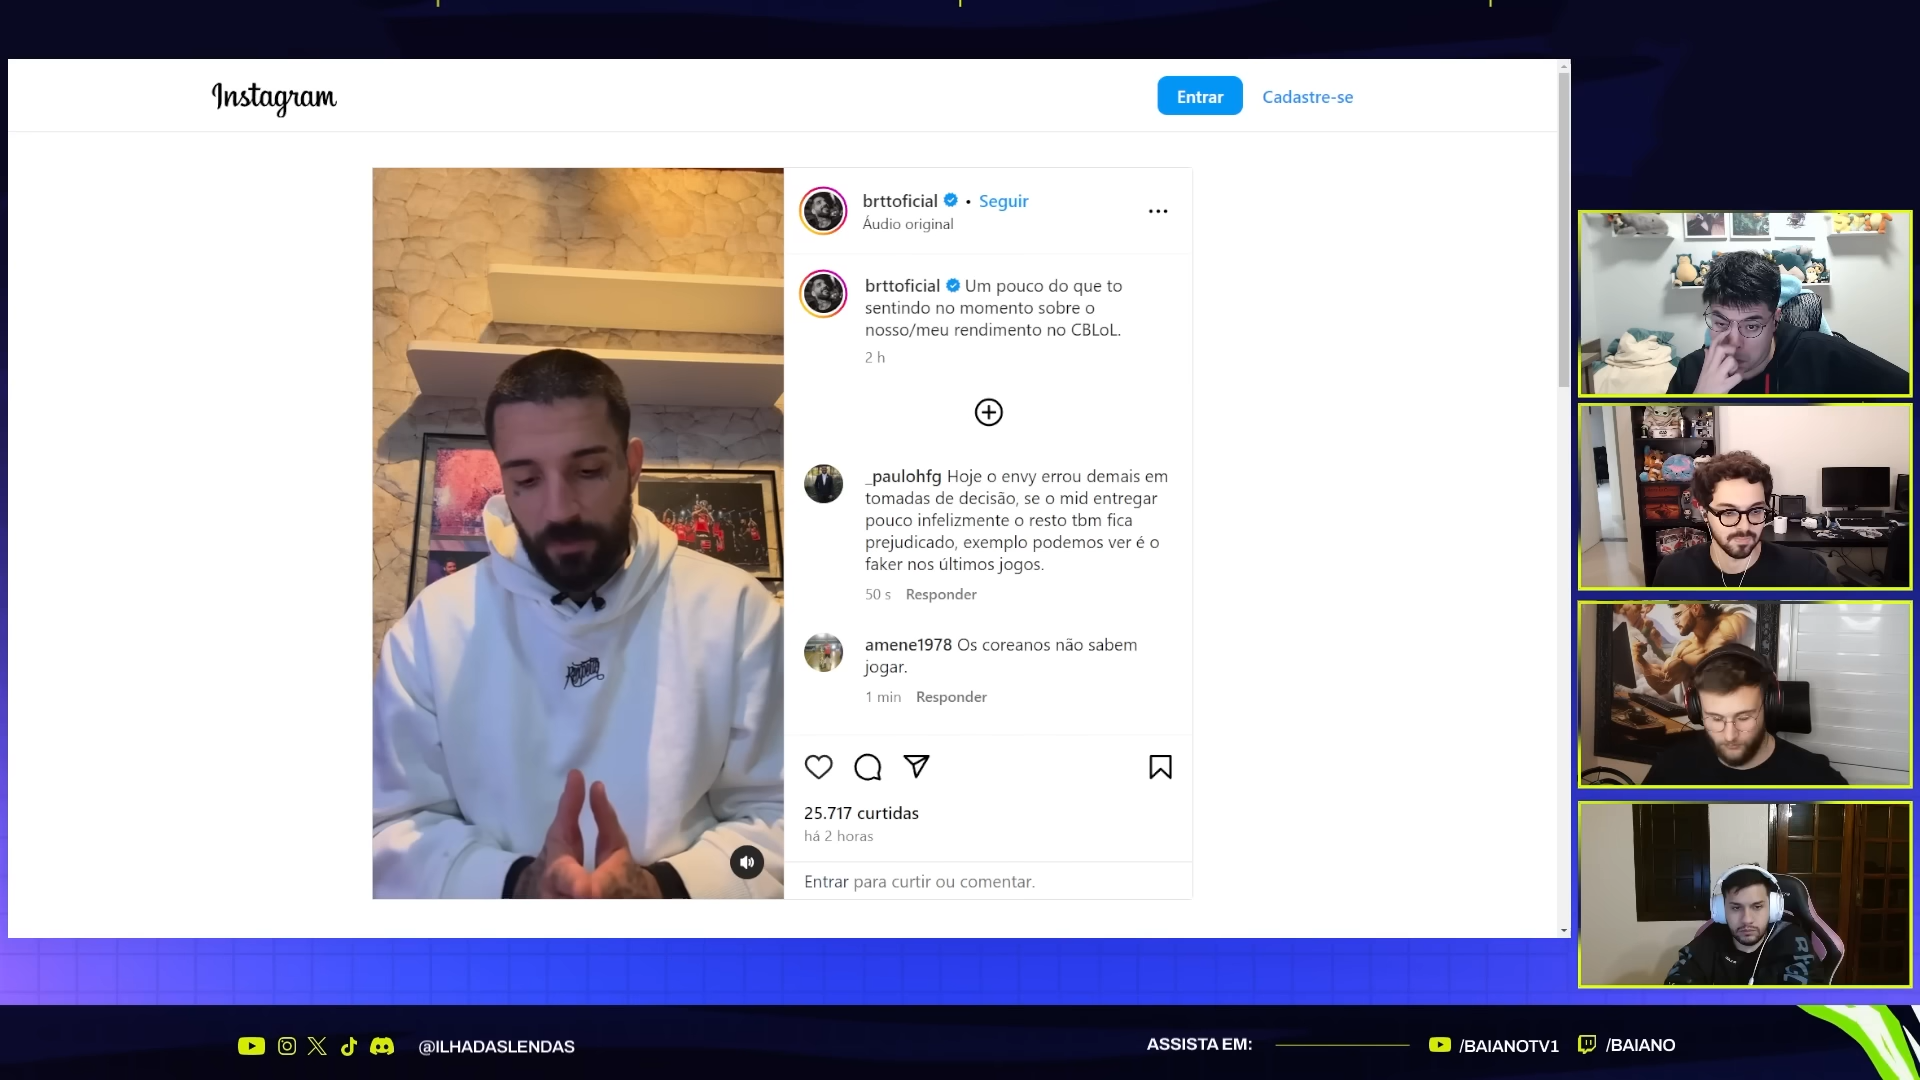 Instagram
Entrar
Cadastre-se
brttoficial • Seguir
Áudio original
brttoficial Um pouco do que to
sentindo no momento sobre o
nosso/meu rendimento no CBLoL.
2 h
_paulohfg Hoje o envy errou demais em
tomadas de decisão, se o mid entregar
pouco infelizmente o resto tbm fica
prejudicado, exemplo podemos ver é o
faker nos últimos jogos.
50 s Responder
amene1978 Os coreanos não sabem
jogar.
1 min Responder
25.717 curtidas
há 2 horas
Entrar para curtir ou comentar.
@ILHADASLENDAS
ASSISTA EM:
/BAIANOTV1
/BAIANO